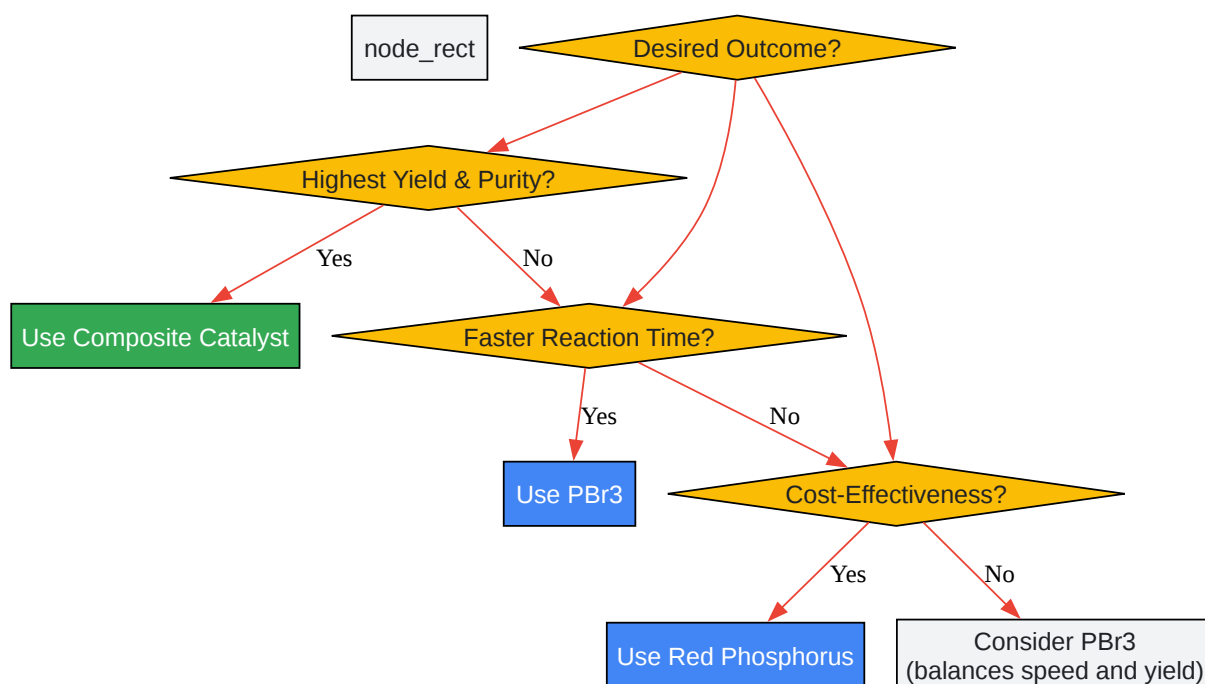 node_rect
Desired Outcome?
Highest Yield & Purity?
Yes
No
Use Composite Catalyst
Faster Reaction Time?
Yes
No
Use PBr3
Cost-Effectiveness?
Yes
No
Use Red Phosphorus
Consider PBr3
(balances speed and yield)